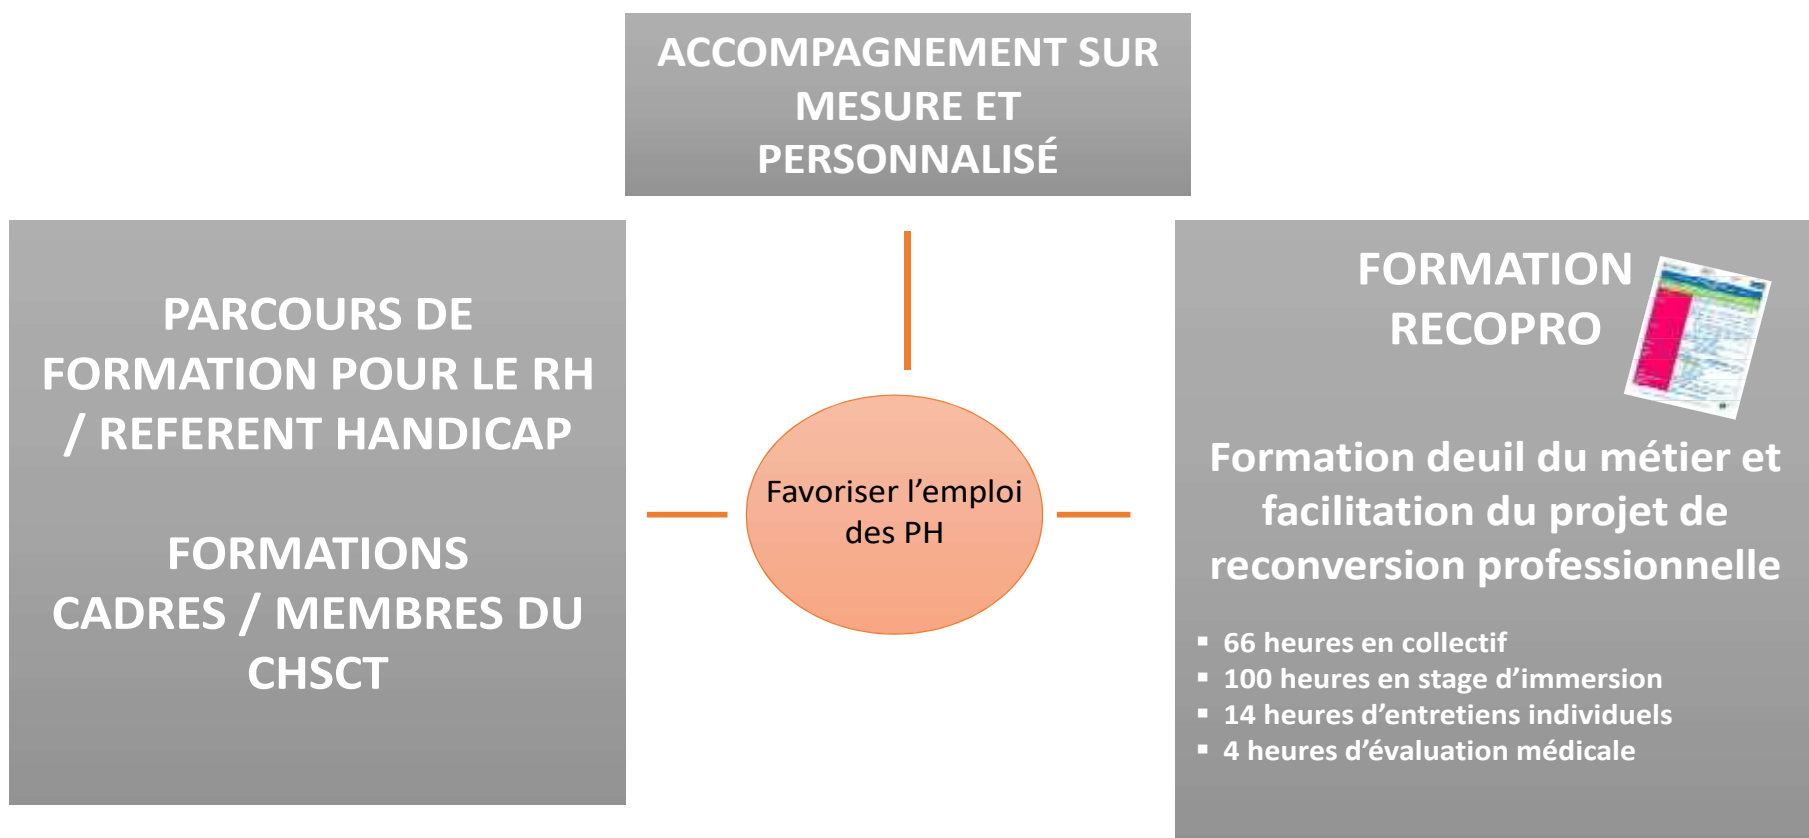 ACCOMPAGNEMENT SUR
MESURE ET
PERSONNALISÉ
PARCOURS DE
FORMATION POUR LE RH
/ REFERENT HANDICAP
FORMATIONS
CADRES / MEMBRES DU
CHSCT
Favoriser l’emploi
des PH
FORMATION
RECOPRO
Formation deuil du métier et
facilitation du projet de
reconversion professionnelle
▪ 66 heures en collectif
▪ 100 heures en stage d’immersion
▪ 14 heures d’entretiens individuels
▪ 4 heures d’évaluation médicale